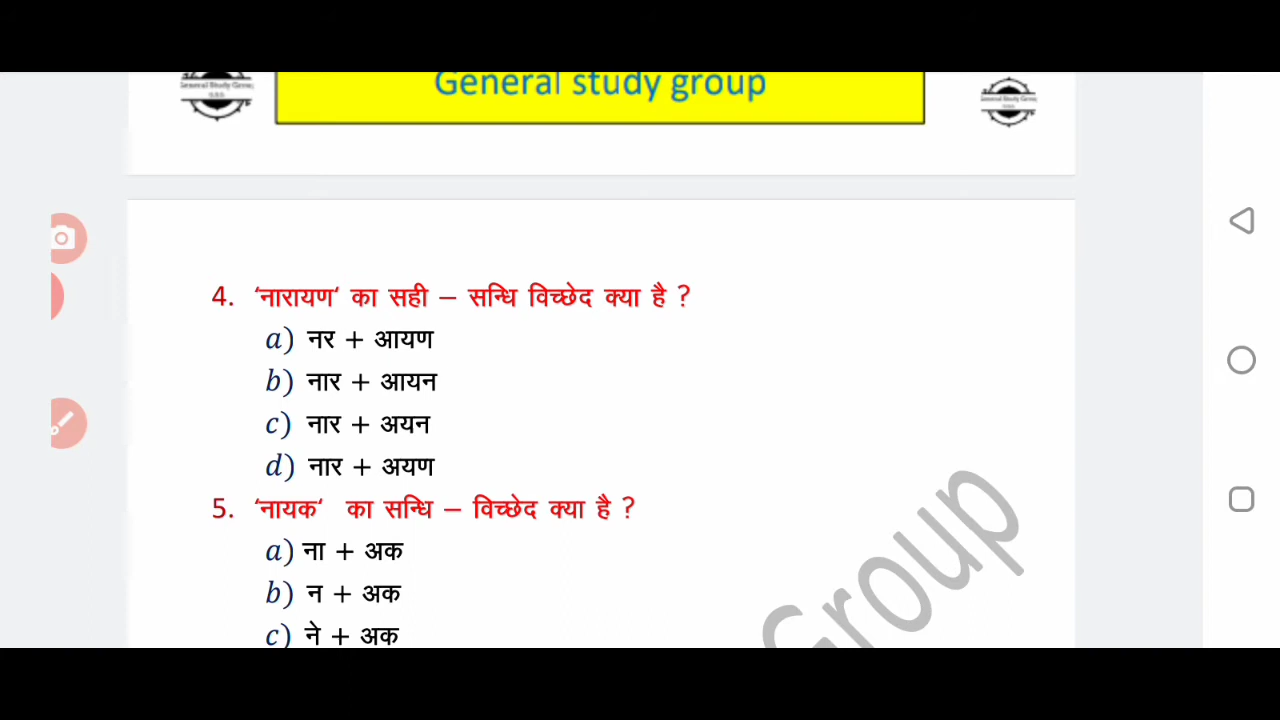 General study group
4. ‘नारायण‘ का सही – सन्धि विच्छेद क्या है ?
a) नर + आयण
b) नार + आयन
c) नार + अयन
d) नार + अयण
5. ‘नायक‘ का सन्धि – विच्छेद क्या है ?
a) ना + अक
b) न + अक
c) ने + अक
Group